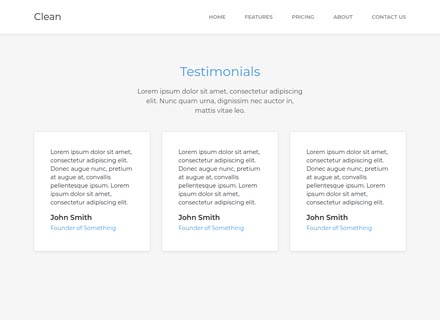 Clean
HOME FEATURES PRICING ABOUT CONTACT US
Testimonials
Lorem ipsum dolor sit amet, consectetur adipiscing
elit. Nunc quam urna, dignissim nec auctor in,
mattis vitae leo.
Lorem ipsum dolor sit amet,
consectetur adipiscing elit.
Donec augue nunc, pretium
at augue at, convallis
pellentesque ipsum. Lorem
ipsum dolor sit amet,
consectetur adipiscing elit.
John Smith
Founder of Something
Lorem ipsum dolor sit amet,
consectetur adipiscing elit.
Donec augue nunc, pretium
at augue at, convallis
pellentesque ipsum. Lorem
ipsum dolor sit amet,
consectetur adipiscing elit.
John Smith
Founder of Something
Lorem ipsum dolor sit amet,
consectetur adipiscing elit.
Donec augue nunc, pretium
at augue at, convallis
pellentesque ipsum. Lorem
ipsum dolor sit amet,
consectetur adipiscing elit.
John Smith
Founder of Something